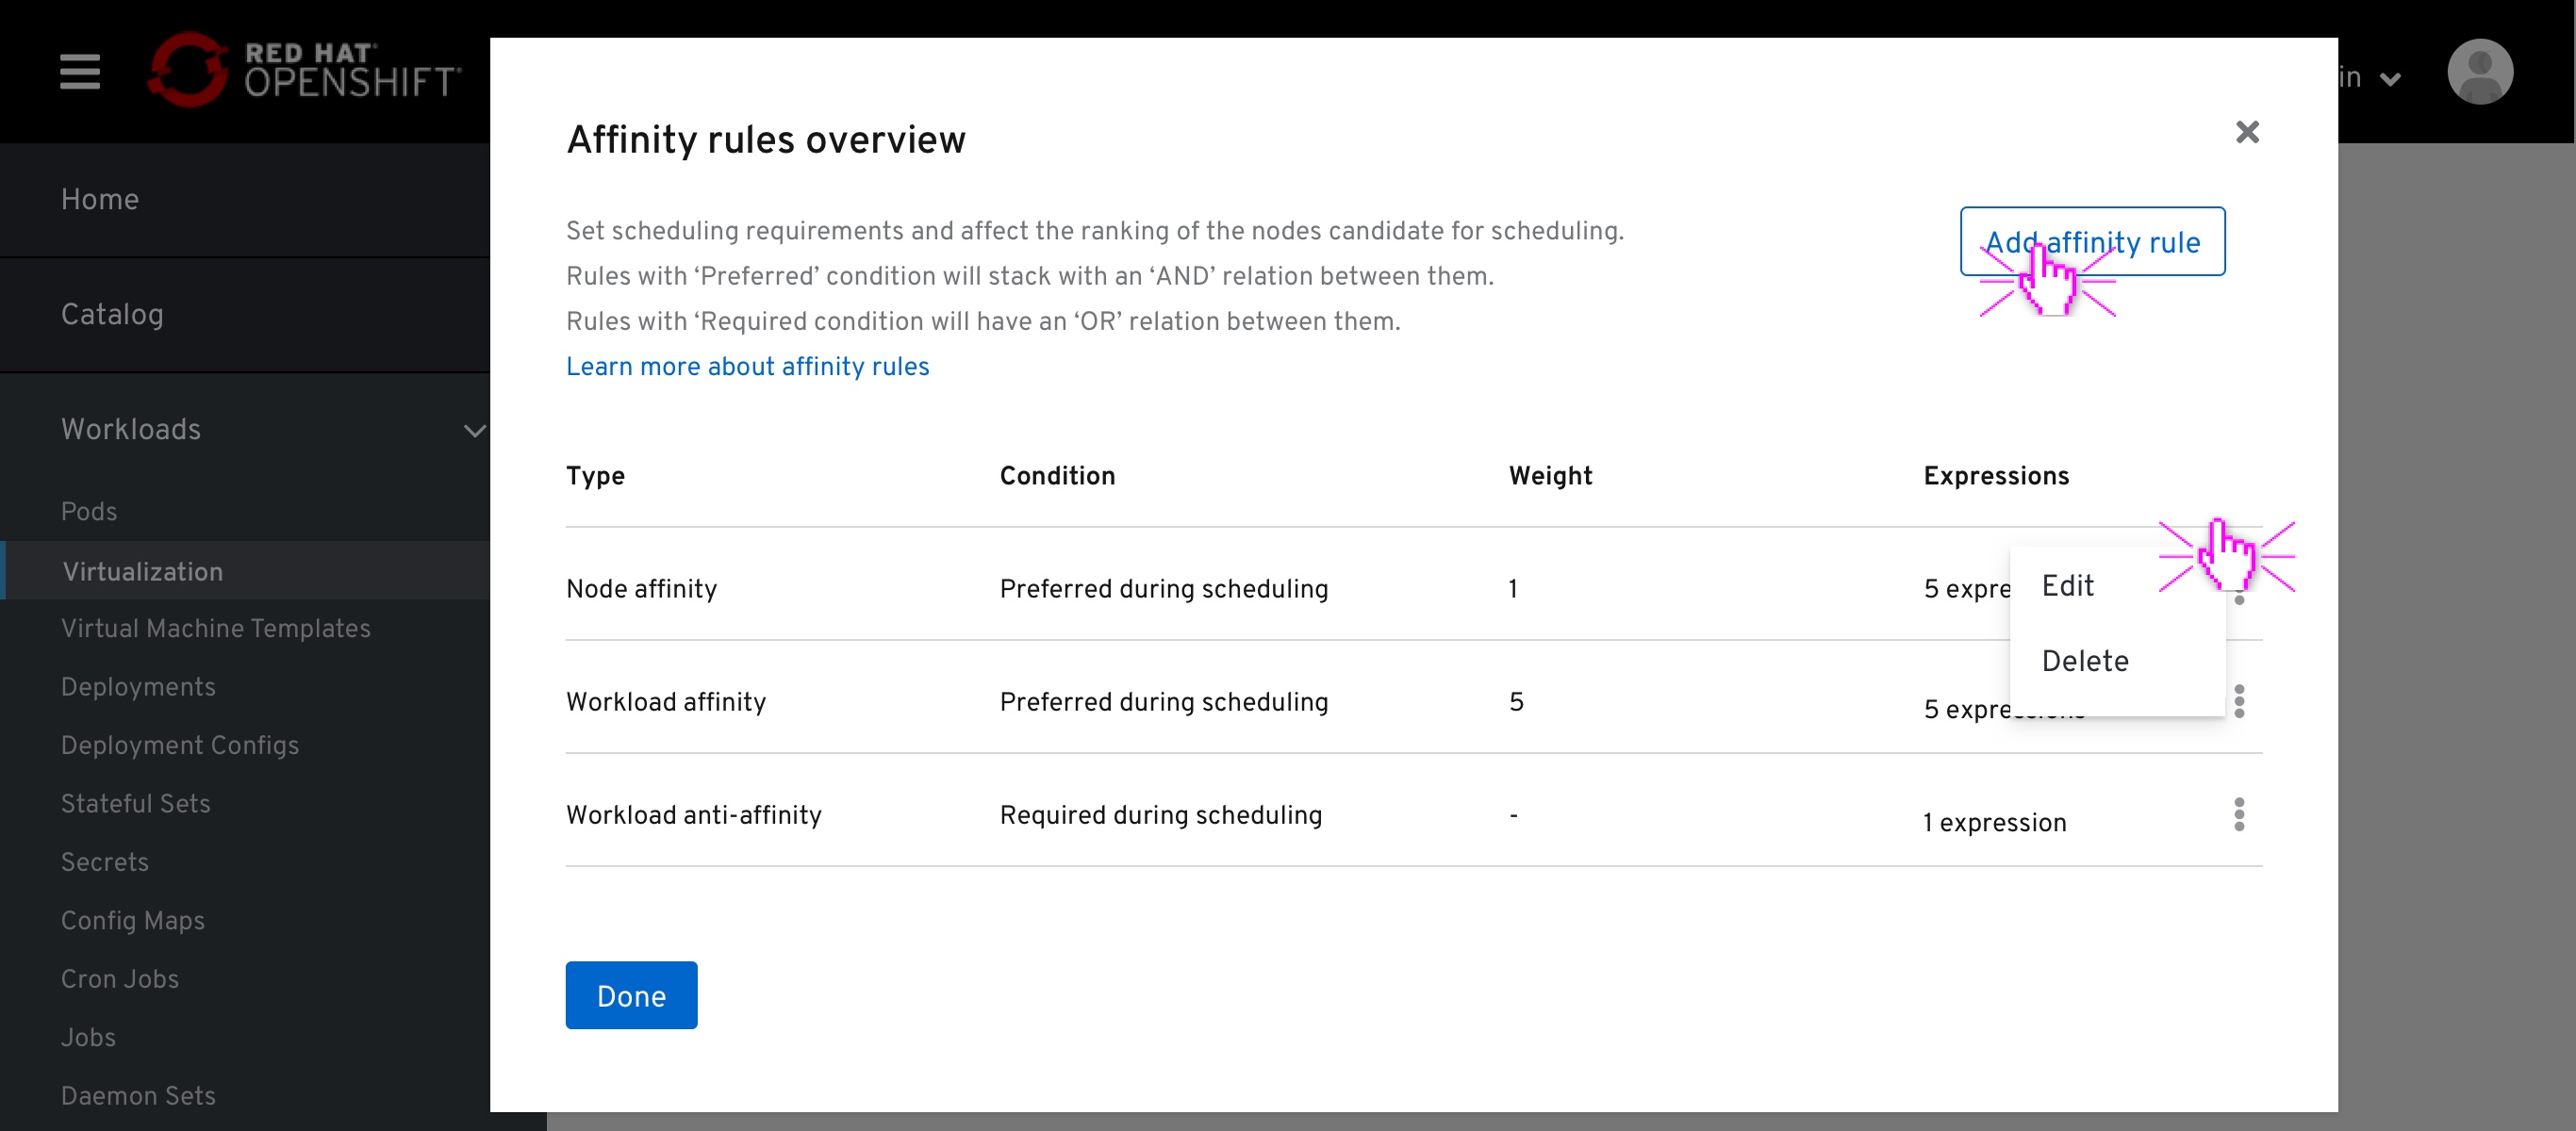 RED HAT
OPENSHIFT
in
Home
Catalog
Workloads
Pods
Virtualization
Virtual Machine Templates
Deployments
Deployment Configs
Stateful Sets
Secrets
Config Maps
Cron Jobs
Jobs
Daemon Sets
Affinity rules overview
Set scheduling requirements and affect the ranking of the nodes candidate for scheduling.
Rules with ‘Preferred’ condition will stack with an ‘AND’ relation between them.
Rules with ‘Required condition will have an ‘OR’ relation between them.
Learn more about affinity rules
Add affinity rule
Type Condition Weight Expressions
Node affinity Preferred during scheduling 1 5 expre
Edit
Delete
Workload affinity Preferred during scheduling 5 5 expressions
Workload anti-affinity Required during scheduling - 1 expression
Done